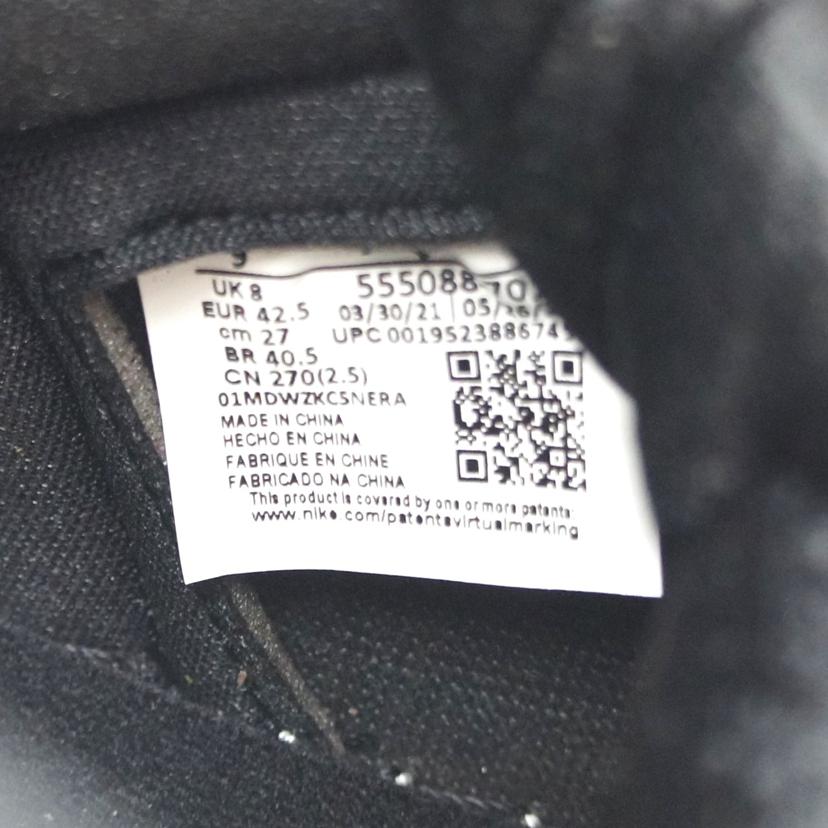 9
UK 8 555088
EUR 42.5 03/30/21
cm 27 UPC
BR 40.5
CN 270(2.5)
01MDWZKC5NERA
MADE IN CHINA
HECHO EN CHINA
FABRIQUE EN CHINE
FABRICADO NA CHINA
This product is covered by one or more patents:
www.nike.com/patentsvirtualmarking